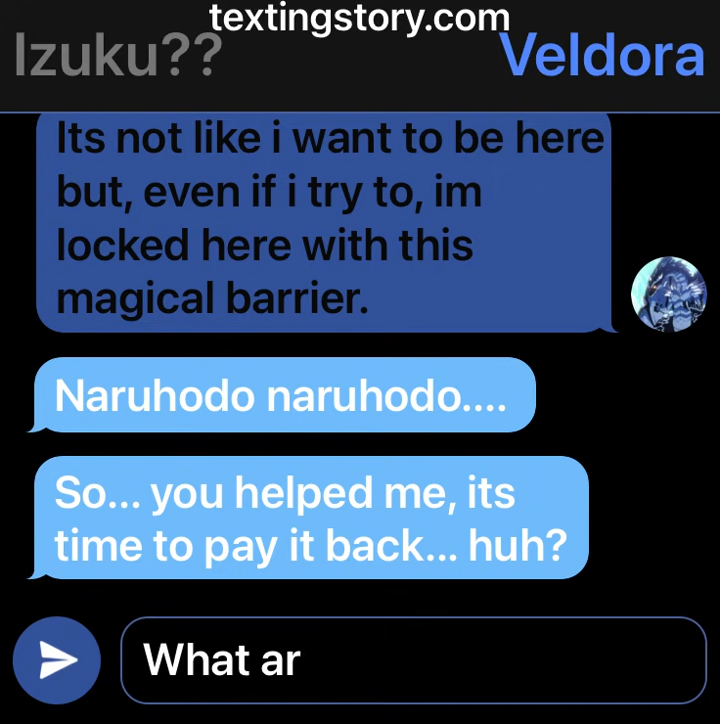 textingstory.com
Izuku??
Veldora
Its not like i want to be here
but, even if i try to, im
locked here with this
magical barrier.
Naruhodo naruhodo....
So... you helped me, its
time to pay it back... huh?
What ar